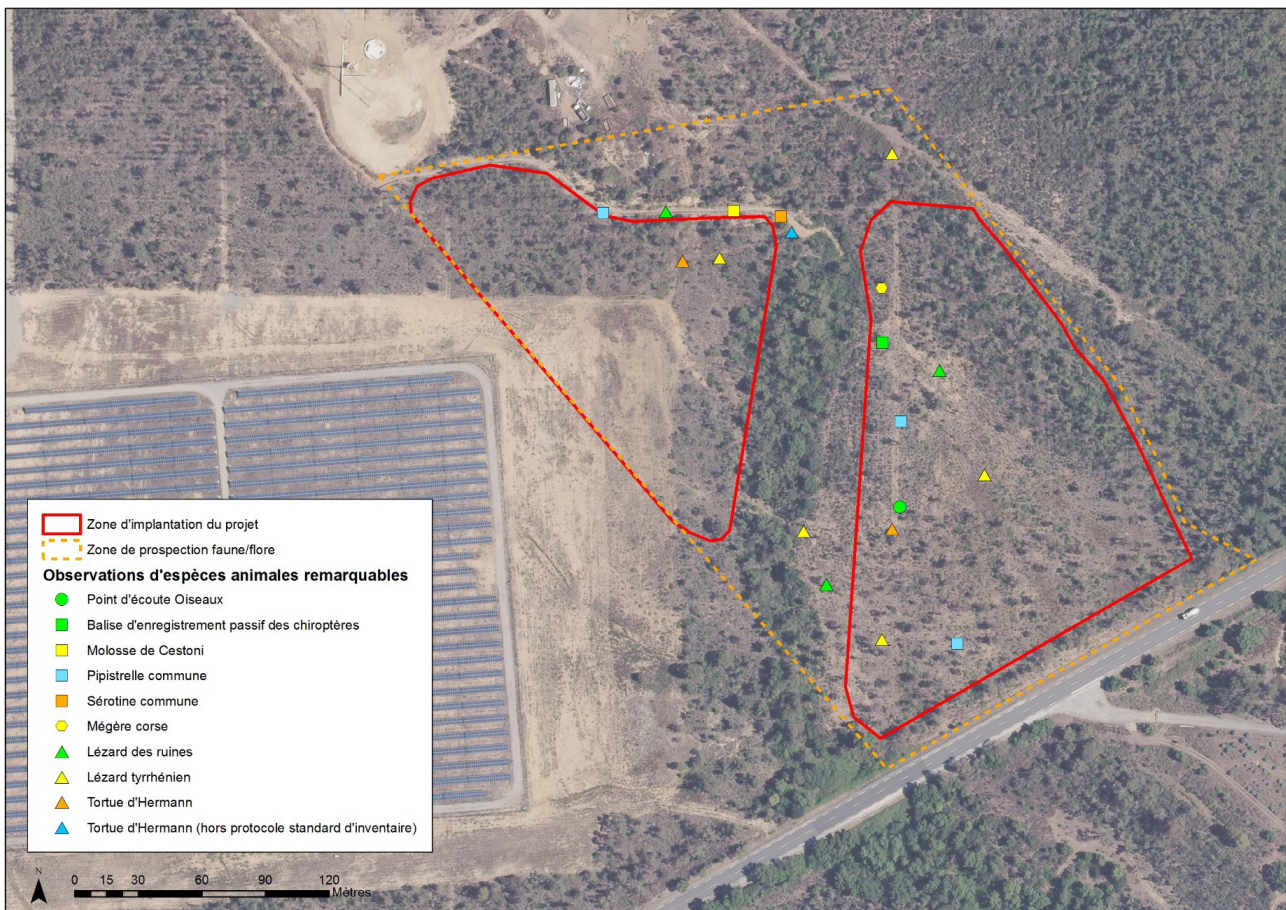 Zone d'implantation du projet
Zone de prospection faune/flore
Observations d'espèces animales remarquables
Point d'écoute Oiseaux
Balise d'enregistrement passif des chiroptères
Molosse de Cestoni
Pipistrelle commune
Sérotine commune
Mégère corse
Lézard des ruines
Lézard tyrrhénien
Tortue d'Hermann
Tortue d'Hermann (hors protocole standard d'inventaire)
N
0 15 30 60 90 120
Mètres